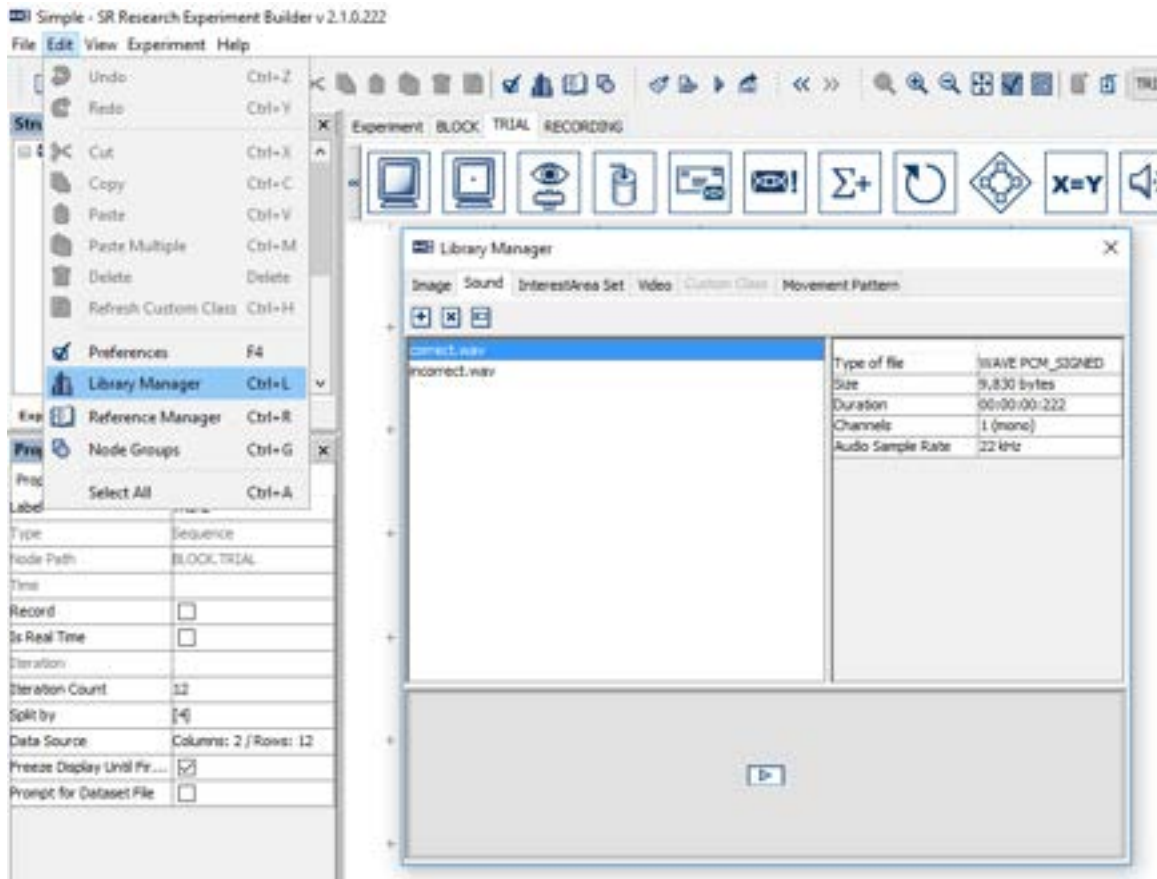 Simple - SR Research Experiment Builder v 2.1.0.222
File Edit View Experiment Help
Undo Ctrl+Z
Redo Ctrl+Y
Cut Ctrl+X
Copy Ctrl+C
Paste Ctrl+V
Paste Multiple Ctrl+M
Delete Delete
Refresh Custom Class Ctrl+H
Preferences F4
Library Manager Ctrl+L
Reference Manager Ctrl+R
Node Groups Ctrl+G
Select All Ctrl+A
Experiment BLOCK TRIAL RECORDING
Σ+
X=Y
Label
Type Sequence
Node Path BLOCK.TRIAL
Time
Record
Is Real Time
Iteration
Iteration Count 12
Split by [4]
Data Source Columns: 2 / Rows: 12
Freeze Display Until Fir....
Prompt for Dataset File
Library Manager
Image Sound InterestArea Set Video Custom Class Movement Pattern
correct.wav
incorrect.wav
Type of file WAVE PCM_SIGNED
Size 9,830 bytes
Duration 00:00:00:222
Channels 1 (mono)
Audio Sample Rate 22 kHz